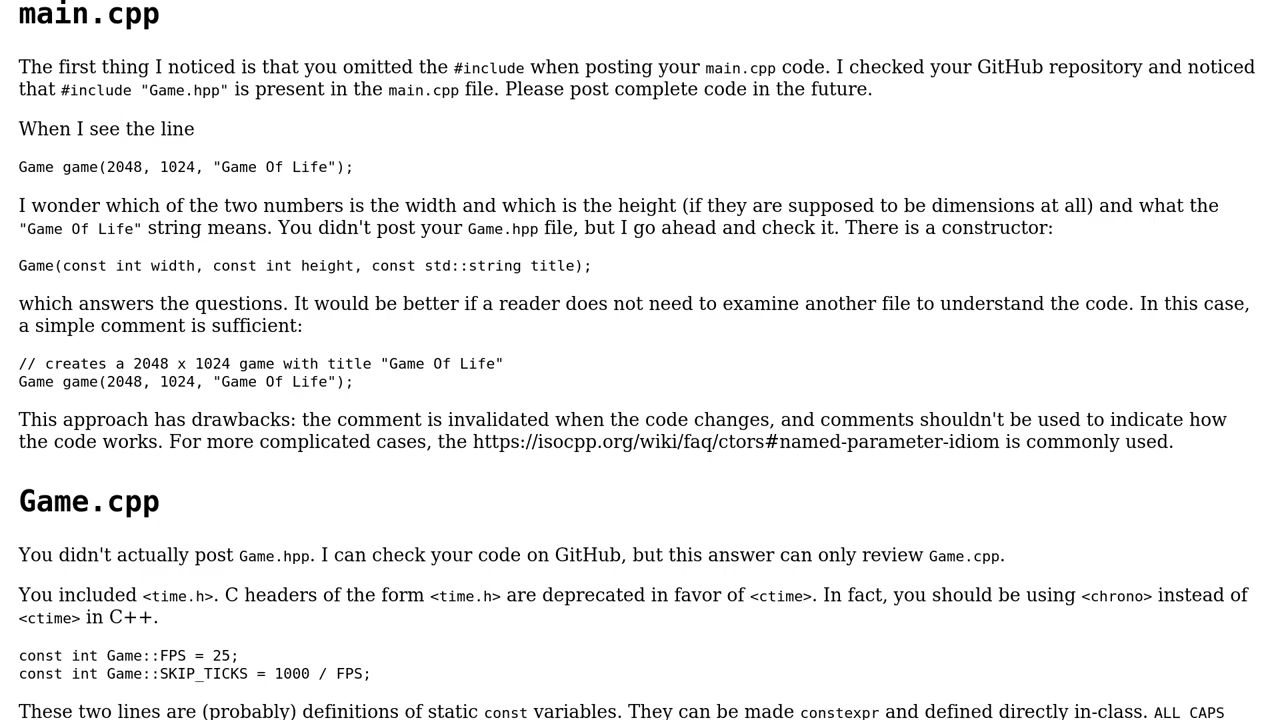 main.cpp
The first thing I noticed is that you omitted the #include when posting your main.cpp code. I checked your GitHub repository and noticed
that #include "Game.hpp" is present in the main.cpp file. Please post complete code in the future.
When I see the line
Game game(2048, 1024, "Game Of Life");
I wonder which of the two numbers is the width and which is the height (if they are supposed to be dimensions at all) and what the
"Game Of Life" string means. You didn't post your Game.hpp file, but I go ahead and check it. There is a constructor:
Game(const int width, const int height, const std::string title);
which answers the questions. It would be better if a reader does not need to examine another file to understand the code. In this case,
a simple comment is sufficient:
// creates a 2048 x 1024 game with title "Game Of Life"
Game game(2048, 1024, "Game Of Life");
This approach has drawbacks: the comment is invalidated when the code changes, and comments shouldn't be used to indicate how
the code works. For more complicated cases, the https://isocpp.org/wiki/faq/ctors#named-parameter-idiom is commonly used.
Game.cpp
You didn't actually post Game.hpp. I can check your code on GitHub, but this answer can only review Game.cpp.
You included <time.h>. C headers of the form <time.h> are deprecated in favor of <ctime>. In fact, you should be using <chrono> instead of
<ctime> in C++.
const int Game::FPS = 25;
const int Game::SKIP_TICKS = 1000 / FPS;
These two lines are (probably) definitions of static const variables. They can be made constexpr and defined directly in-class. ALL_CAPS